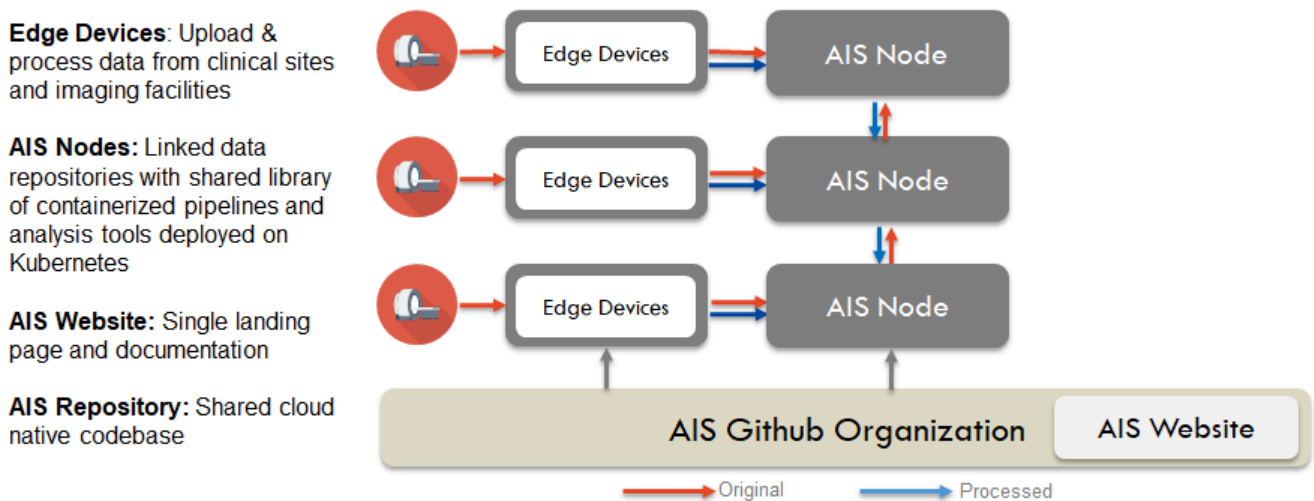 Edge Devices: Upload &
process data from clinical sites
and imaging facilities
AIS Nodes: Linked data
repositories with shared library
of containerized pipelines and
analysis tools deployed on
Kubernetes
AIS Website: Single landing
page and documentation
AIS Repository: Shared cloud
native codebase
Edge Devices
AIS Node
Edge Devices
AIS Node
Edge Devices
AIS Node
AIS Github Organization
AIS Website
Original
Processed